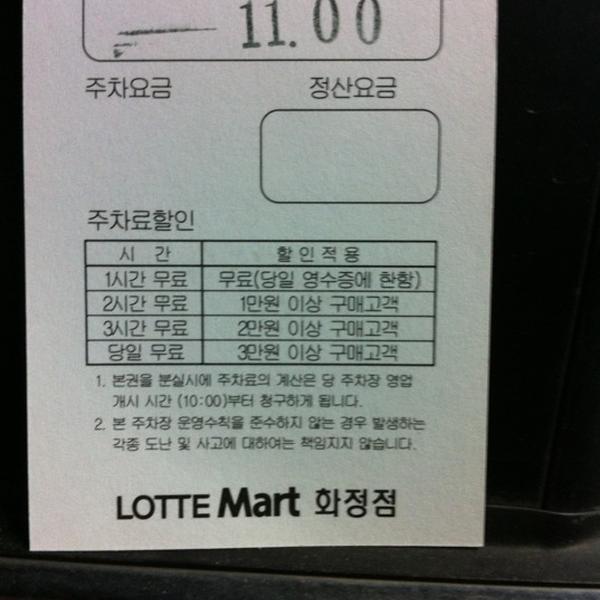 11.00
주차요금 정산요금
주차료할인
시 간 할인적용
1시간 무료 무료(당일 영수증에 한함)
2시간 무료 1만원 이상 구매고객
3시간 무료 2만원 이상 구매고객
당일 무료 3만원 이상 구매고객
1. 본권을 분실시에 주차료의 계산은 당 주차장 영업
개시 시간 (10:00)부터 청구하게 됩니다.
2. 본 주차장 운영수칙을 준수하지 않는 경우 발생하는
각종 도난 및 사고에 대하여는 책임지지 않습니다.
LOTTE Mart 화정점